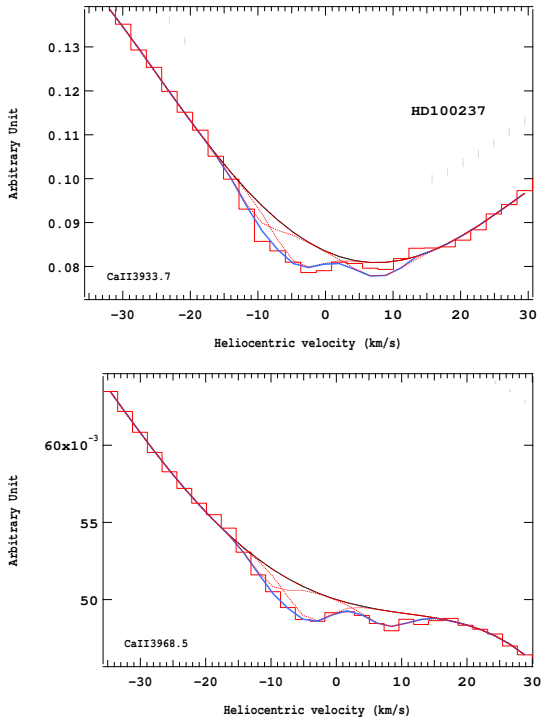 0.13
0.12
0.11
0.10
0.09
0.08
Arbitrary Unit
HD100237
CaII3933.7
-30 -20 -10 0 10 20 30
Heliocentric velocity (km/s)
60x10⁻³
55
50
Arbitrary Unit
CaII3968.5
-30 -20 -10 0 10 20 30
Heliocentric velocity (km/s)